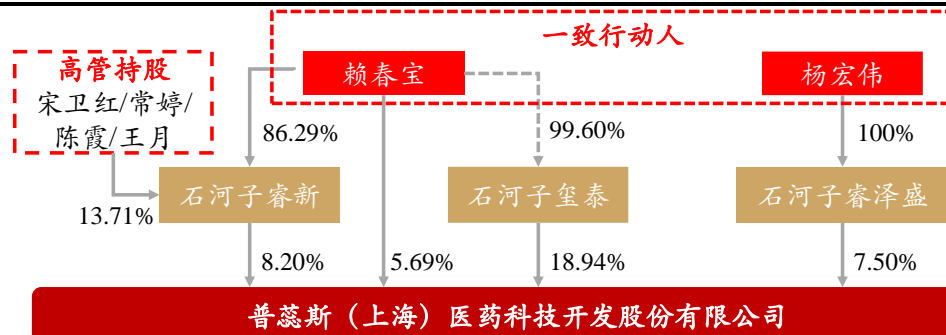 一致行动人
高管持股
宋卫红/常婷/
陈霞/王月
赖春宝
杨宏伟
86.29%
99.60%
100%
13.71%
石河子睿新
石河子玺泰
石河子睿泽盛
8.20%
5.69%
18.94%
7.50%
普蕊斯（上海）医药科技开发股份有限公司